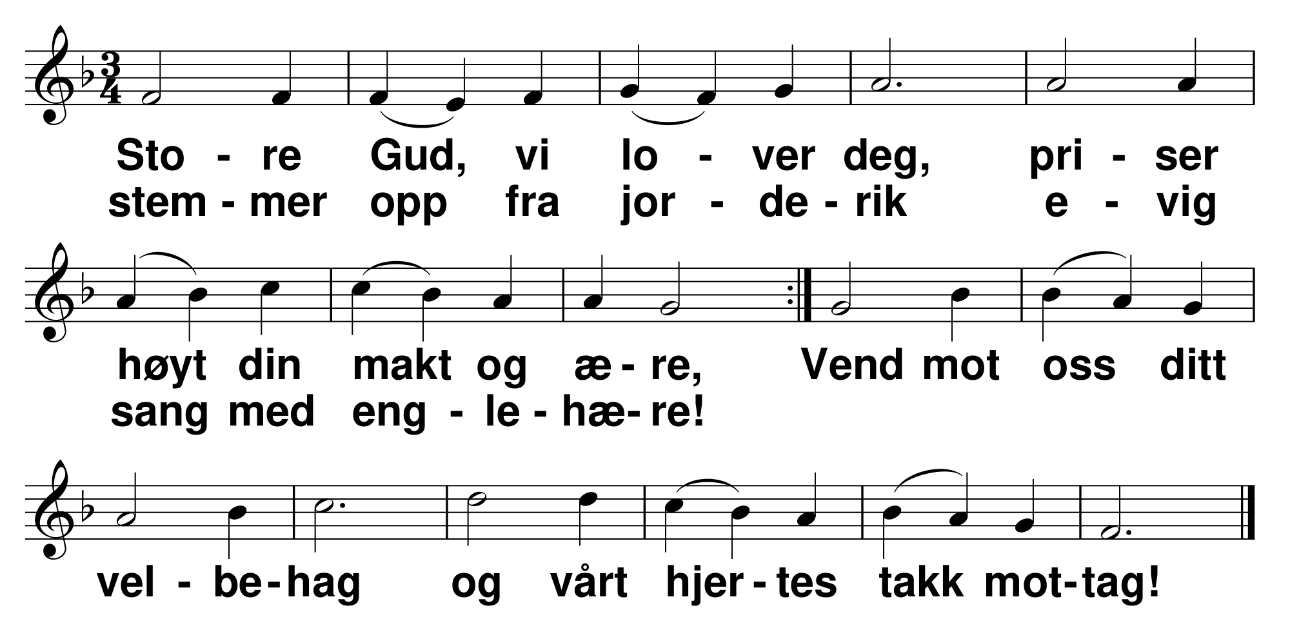 3
4
Sto - re Gud, vi lo - ver deg, pri - ser
stem - mer opp fra jor - de - rik e - vig
høyt din makt og æ - re, Vend mot oss ditt
sang med eng - le - hæ - re!
vel - be - hag og vårt hjer - tes takk mot - tag!